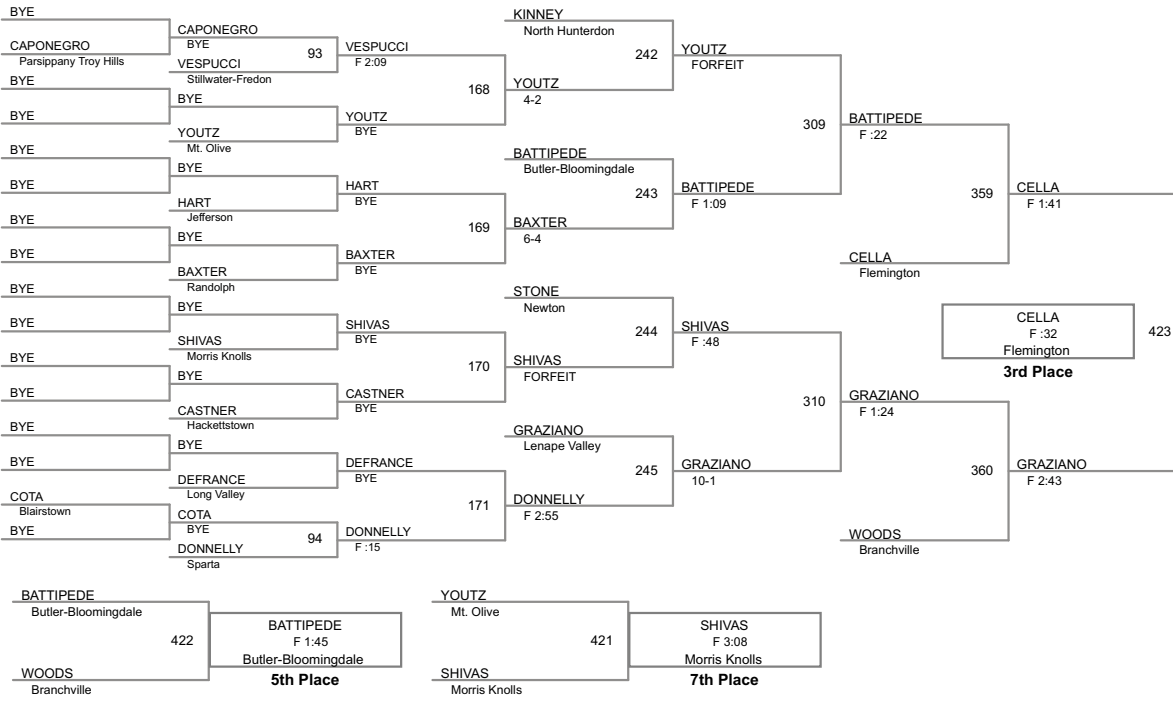 BYE
CAPONEGRO
Parsippany Troy Hills
BYE
BYE
BYE
BYE
BYE
BYE
BYE
BYE
BYE
BYE
BYE
BYE
COTA
Blairstown
BYE
CAPONEGRO
BYE
93
VESPUCCI
Stillwater-Fredon
BYE
YOUTZ
Mt. Olive
BYE
HART
Jefferson
BYE
BAXTER
Randolph
BYE
SHIVAS
Morris Knolls
BYE
CASTNER
Hackettstown
BYE
DEFRANCE
Long Valley
COTA
BYE
94
DONNELLY
Sparta
VESPUCCI
F 2:09
168
YOUTZ
BYE
HART
BYE
169
BAXTER
BYE
SHIVAS
BYE
170
CASTNER
BYE
DEFRANCE
BYE
171
DONNELLY
F :15
KINNEY
North Hunterdon
242
YOUTZ
4-2
BATTIPEDE
Butler-Bloomingdale
243
BAXTER
6-4
STONE
Newton
244
SHIVAS
FORFEIT
GRAZIANO
Lenape Valley
245
DONNELLY
F 2:55
YOUTZ
FORFEIT
309
BATTIPEDE
F 1:09
SHIVAS
F :48
310
GRAZIANO
10-1
BATTIPEDE
F :22
359
CELLA
Flemington
GRAZIANO
F 1:24
360
WOODS
Branchville
CELLA
F 1:41
CELLA
F :32
Flemington
423
3rd Place
GRAZIANO
F 2:43
BATTIPEDE
Butler-Bloomingdale
422
WOODS
Branchville
BATTIPEDE
F 1:45
Butler-Bloomingdale
5th Place
YOUTZ
Mt. Olive
421
SHIVAS
Morris Knolls
SHIVAS
F 3:08
Morris Knolls
7th Place